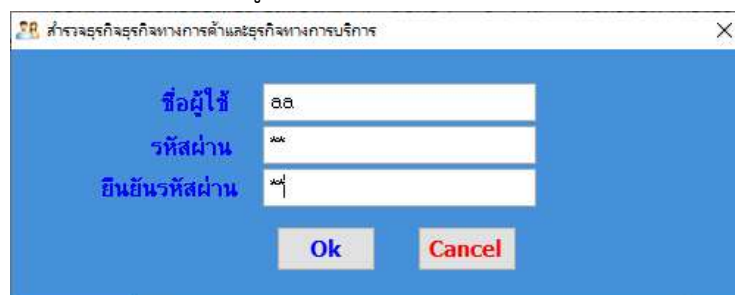 สำรวจธุรกิจธุรกิจทางการค้าและธุรกิจทางการบริการ
ชื่อผู้ใช้ aa
รหัสผ่าน **
ยืนยันรหัสผ่าน **
Ok Cancel